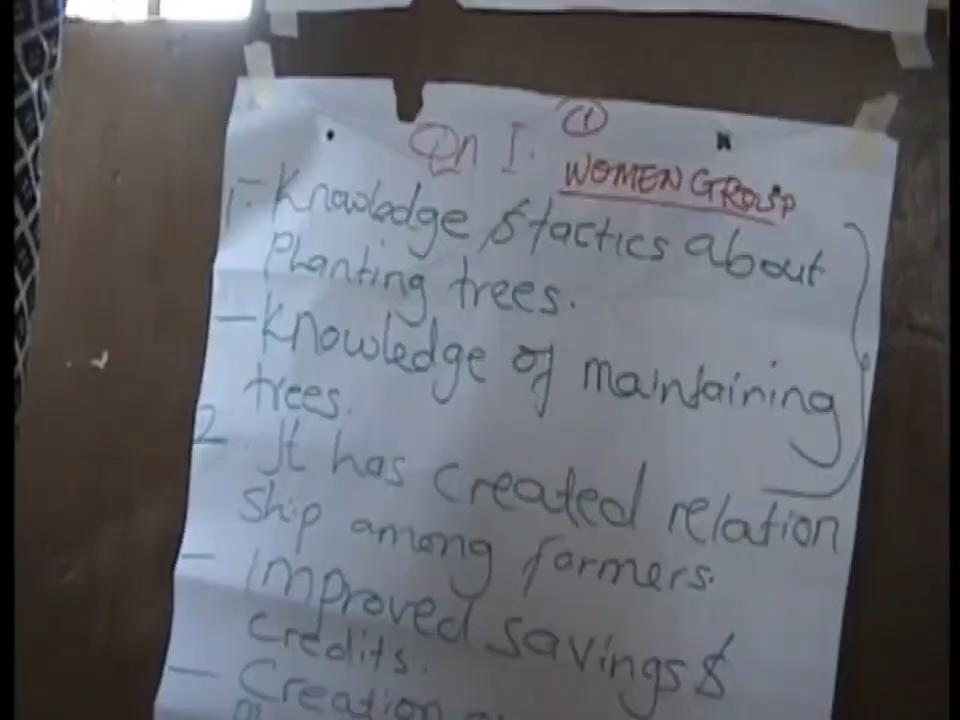 ①
Qn I.
WOMEN GROUP
1 - Knowledge & tactics about
Planting trees.
- Knowledge of maintaining
trees.
2. It has created relation
ship among farmers.
- Improved savings &
credits.
- Creation